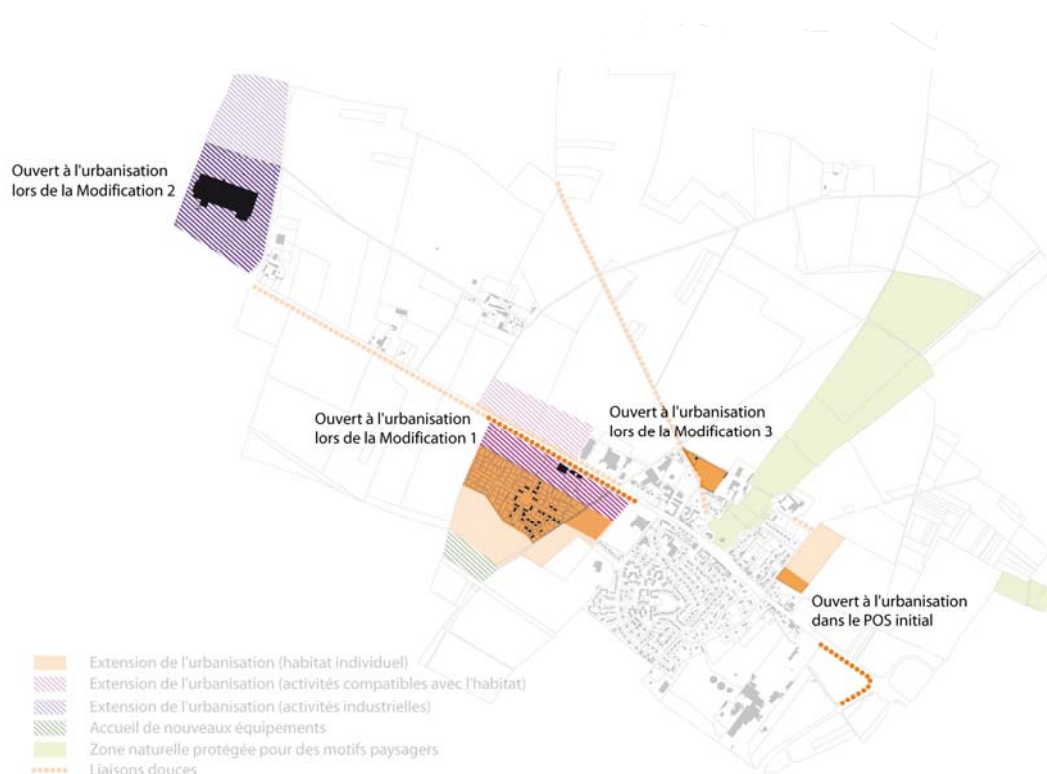 Ouvert à l'urbanisation
lors de la Modification 2
Ouvert à l'urbanisation
lors de la Modification 1
Ouvert à l'urbanisation
lors de la Modification 3
Ouvert à l'urbanisation
dans le POS initial
Extension de l'urbanisation (habitat individuel)
Extension de l'urbanisation (activités compatibles avec l'habitat)
Extension de l'urbanisation (activités industrielles)
Accueil de nouveaux équipements
Zone naturelle protégée pour des motifs paysagers
Liaisons douces